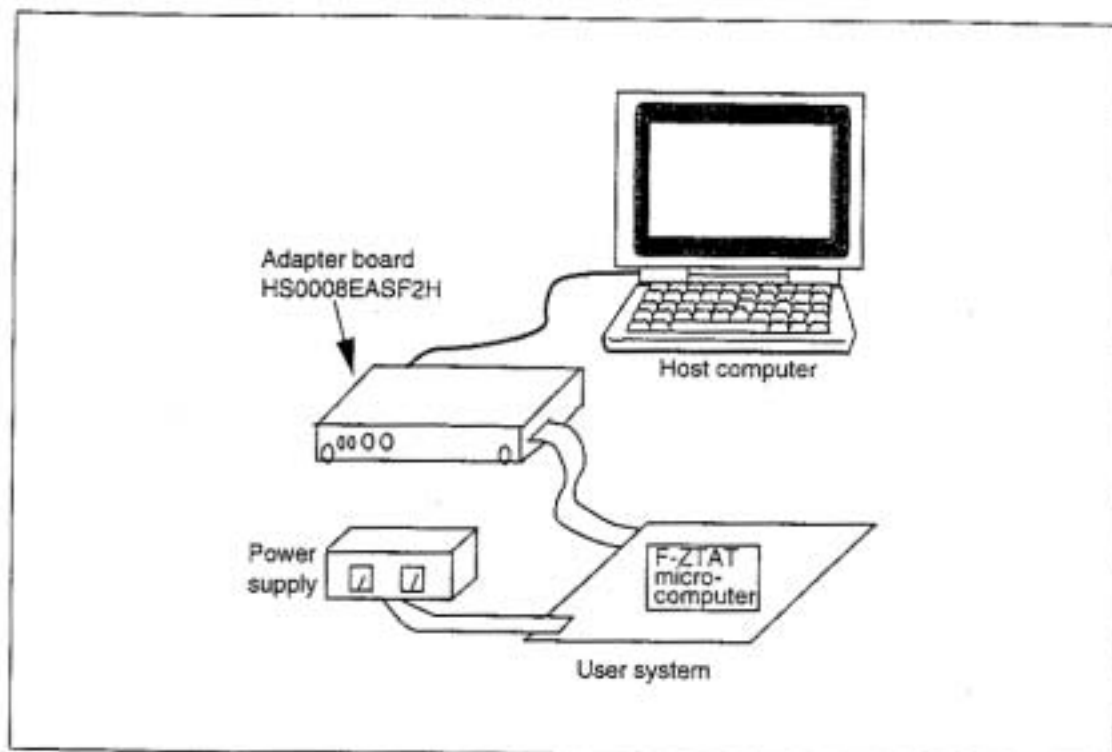 Adapter board
HS0008EASF2H
Host computer
Power
supply
F-ZTAT
micro-
computer
User system